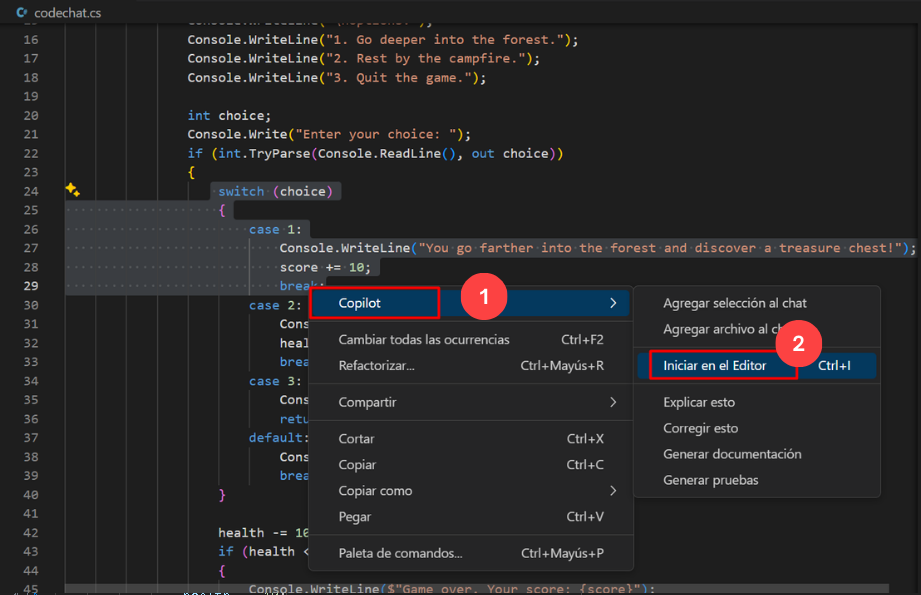 codechat.cs
16 Console.WriteLine("1. Go deeper into the forest.");
17 Console.WriteLine("2. Rest by the campfire.");
18 Console.WriteLine("3. Quit the game.");
19
20 int choice;
21 Console.Write("Enter your choice: ");
22 if (int.TryParse(Console.ReadLine(), out choice))
23 {
24 switch (choice)
25 {
26 case 1:
27 Console.WriteLine("You go farther into the forest and discover a treasure chest!");
28 score += 10;
29 break;
30 case 2:
31 Cons
32 heal
33 brea
34 case 3:
35 Cons
36 retu
37 default:
38 Cons
39 brea
40 }
41
42 health -= 10
43 if (health <
44 {
45 Console.WriteLine($"Game over. Your score: {score}");
Copilot
1
Cambiar todas las ocurrencias Ctrl+F2
Refactorizar... Ctrl+Mayús+R
Compartir
Cortar Ctrl+X
Copiar Ctrl+C
Copiar como
Pegar Ctrl+V
Paleta de comandos... Ctrl+Mayús+P
Agregar selección al chat
Agregar archivo al
2
Iniciar en el Editor Ctrl+I
Explicar esto
Corregir esto
Generar documentación
Generar pruebas